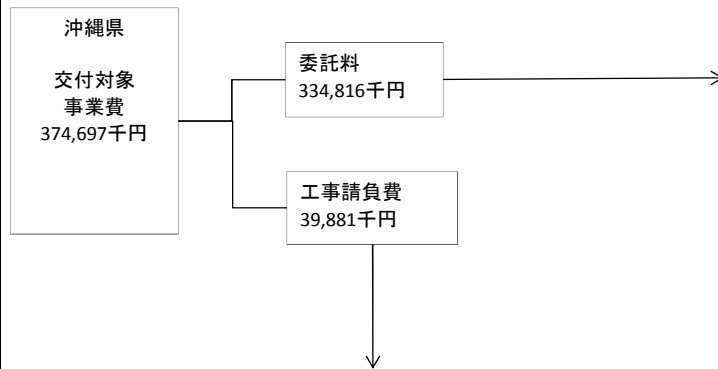 沖縄県
交付対象
事業費
374,697千円
委託料
334,816千円
工事請負費
39,881千円